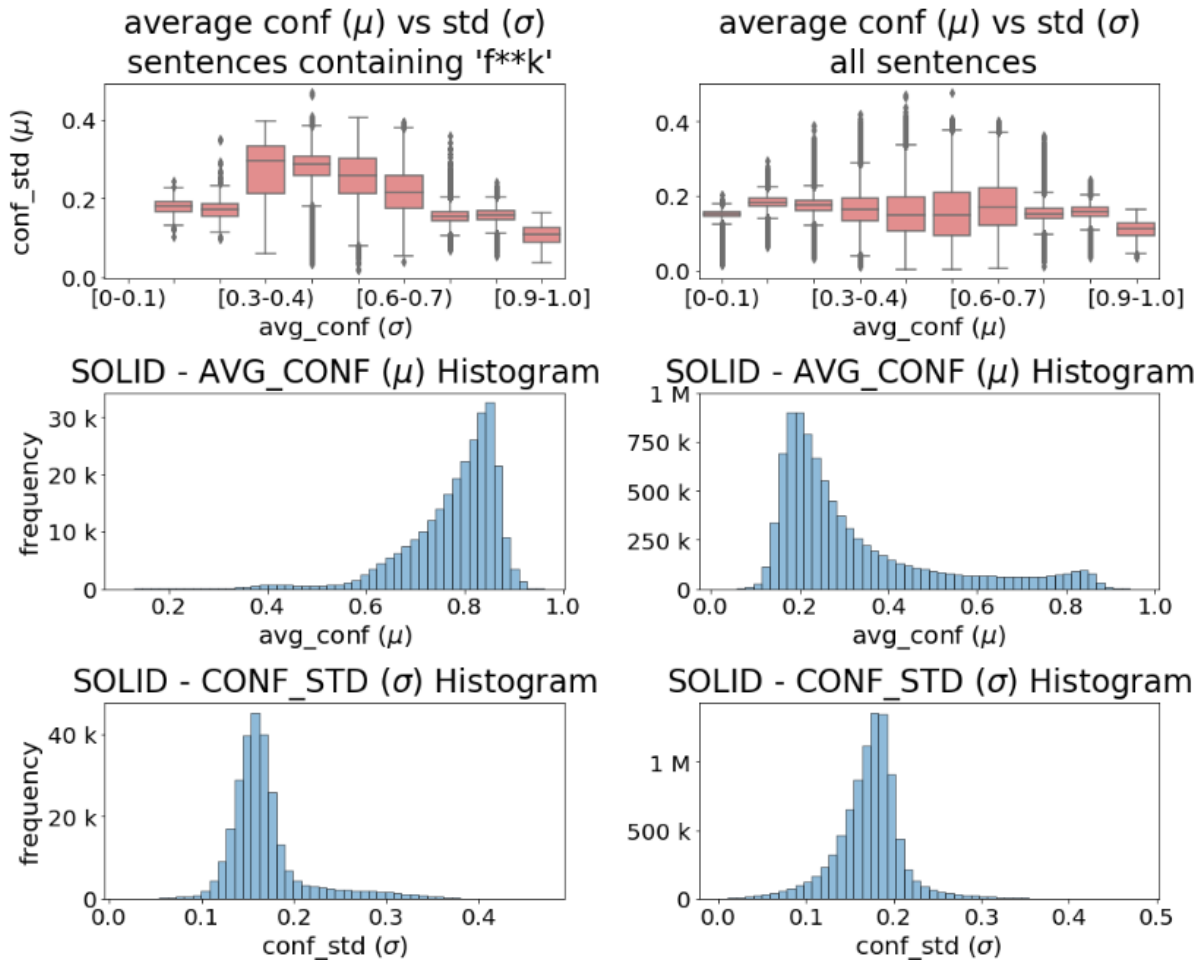 average conf (μ) vs std (σ)
sentences containing 'f**k'
conf_std (μ)
0.4
0.2
0.0
[0-0.1) [0.3-0.4) [0.6-0.7) [0.9-1.0]
avg_conf (σ)
average conf (μ) vs std (σ)
all sentences
0.4
0.2
0.0
[0-0.1) [0.3-0.4) [0.6-0.7) [0.9-1.0]
avg_conf (μ)
SOLID - AVG_CONF (μ) Histogram
frequency
30 k
20 k
10 k
0
0.2 0.4 0.6 0.8 1.0
avg_conf (μ)
SOLID - AVG_CONF (μ) Histogram
1 M
750 k
500 k
250 k
0
0.0 0.2 0.4 0.6 0.8 1.0
avg_conf (μ)
SOLID - CONF_STD (σ) Histogram
frequency
40 k
20 k
0
0.0 0.1 0.2 0.3 0.4
conf_std (σ)
SOLID - CONF_STD (σ) Histogram
1 M
500 k
0
0.0 0.1 0.2 0.3 0.4 0.5
conf_std (σ)